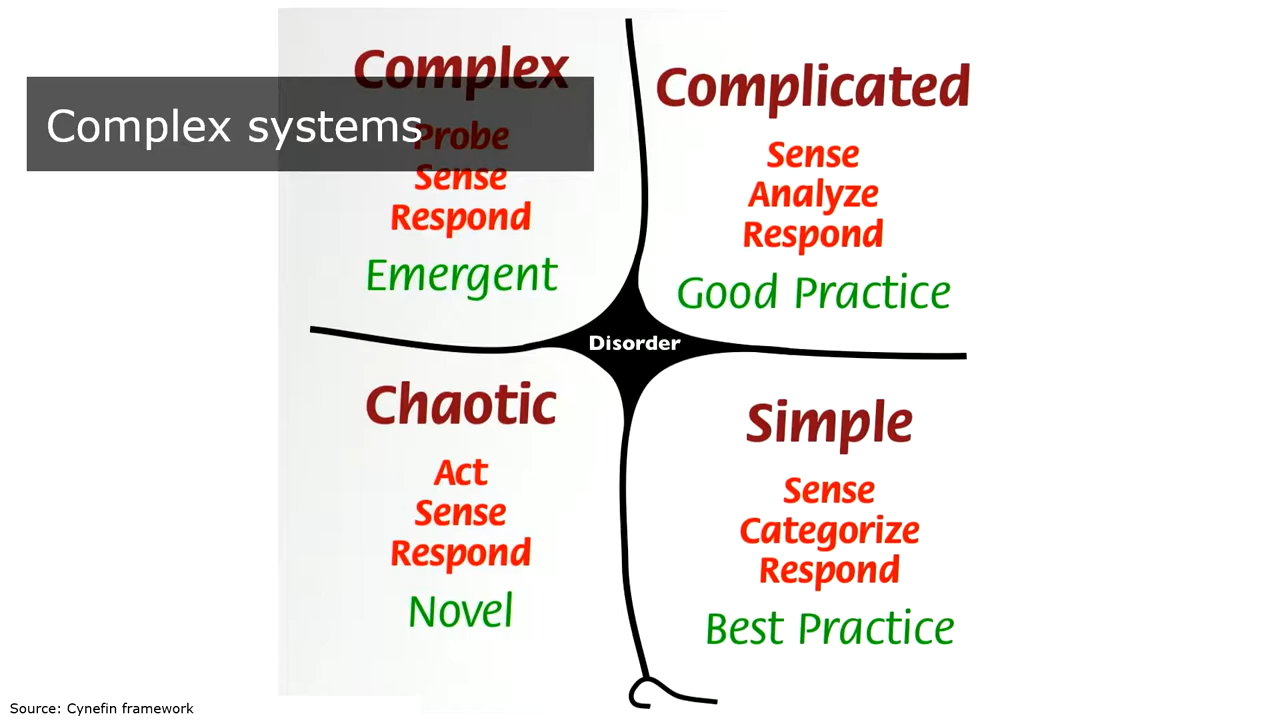 Complex systems
Complex
Probe
Sense
Respond
Emergent
Complicated
Sense
Analyze
Respond
Good Practice
Disorder
Chaotic
Act
Sense
Respond
Novel
Simple
Sense
Categorize
Respond
Best Practice
Source: Cynefin framework